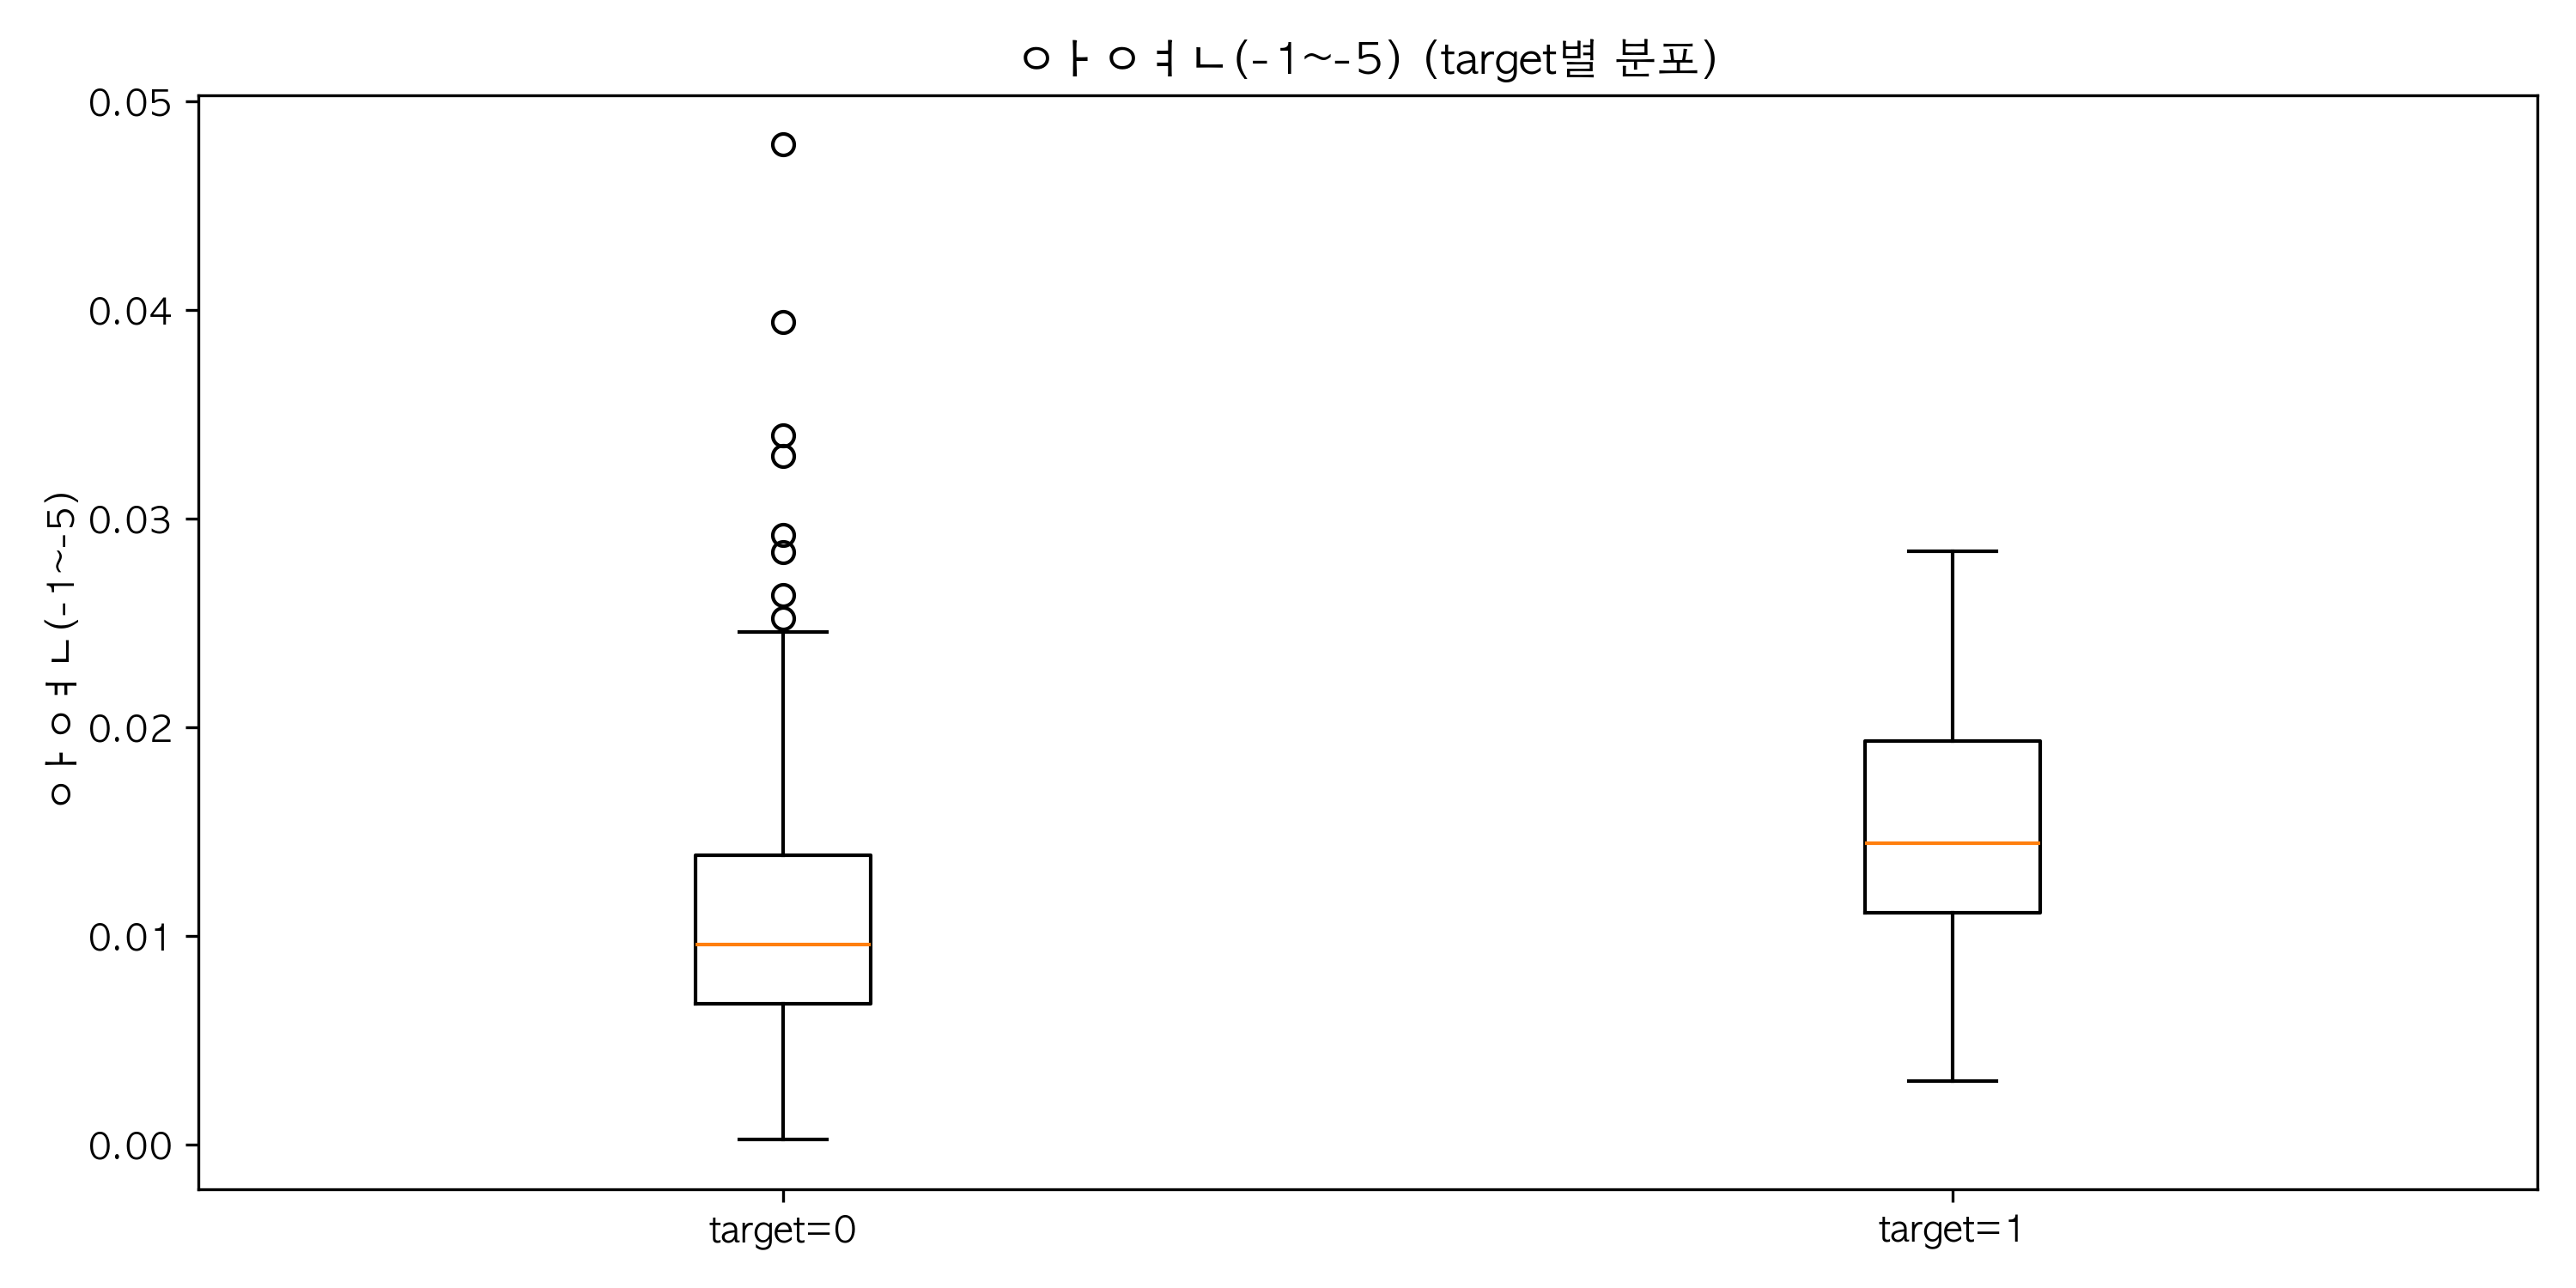 ㅇㅏㅇㅕㄴ(-1~-5) (target별 분포)
ㅇㅏㅇㅕㄴ(-1~-5)
0.05
0.04
0.03
0.02
0.01
0.00
target=0
target=1